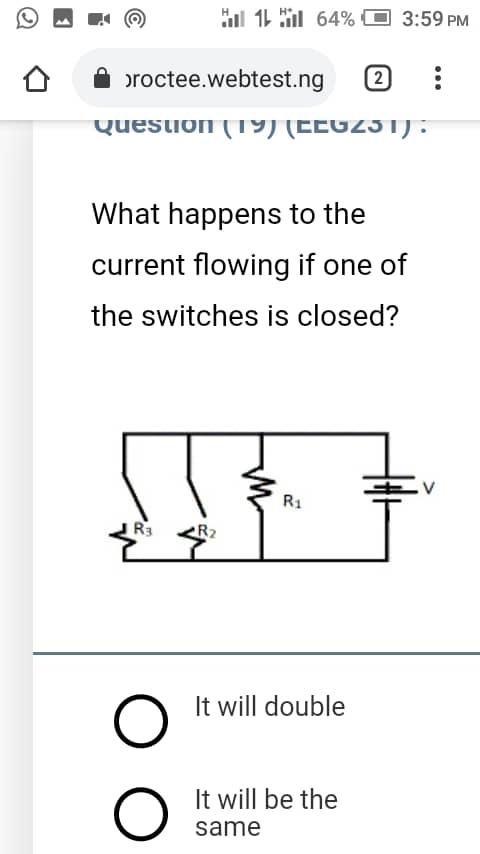 H 1 H+ 64% 3:59 PM
proctee.webtest.ng 2
Question (19) (EEG231) :
What happens to the
current flowing if one of
the switches is closed?
R3 R2 R1 V
It will double
It will be the
same